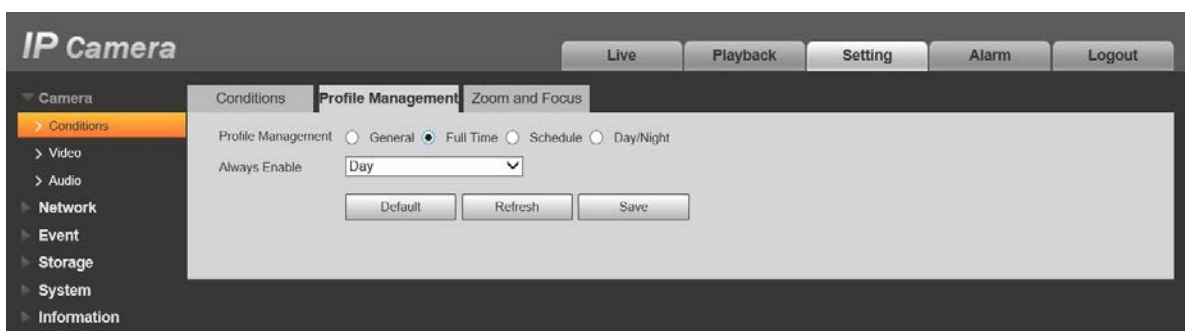 IP Camera
Live Playback Setting Alarm Logout
Camera
Conditions
Video
Audio
Network
Event
Storage
System
Information
Conditions Profile Management Zoom and Focus
Profile Management General Full Time Schedule Day/Night
Always Enable Day
Default Refresh Save